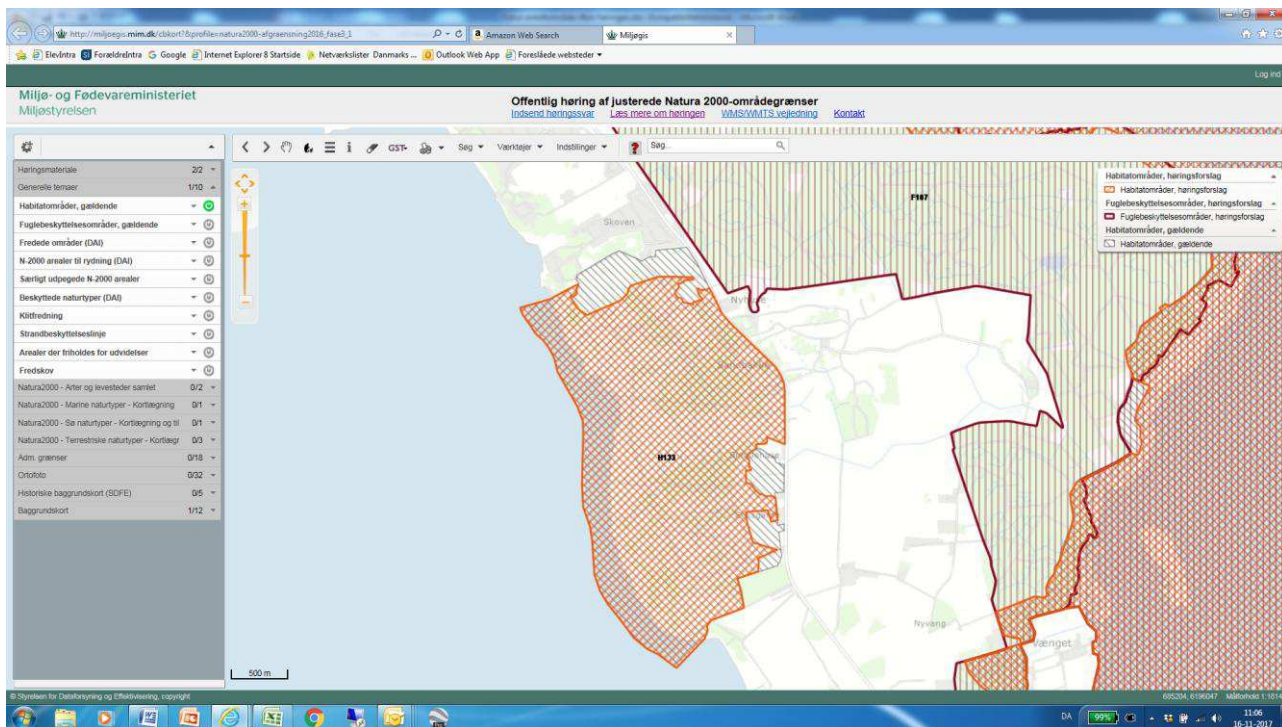 http://miljoegis.mim.dk/cbkort?&profile=natura2000-afgraensning2016_fase3_1
Amazon Web Search
Miljøgis
ElevIntra ForældreIntra Google Internet Explorer 8 Startside Netværkslister Danmarks ... Outlook Web App Foreslåede websteder
Log ind
Miljø- og Fødevareministeriet
Miljøstyrelsen
Offentlig høring af justerede Natura 2000-områdegrænser
Indsend høringssvar Læs mere om høringen WMS/WMTS vejledning Kontakt
GST Søg Værktøjer Indstillinger ? Søg...
Høringsmateriale 2/2
Generelle temaer 1/10
Habitatområder, gældende
Fuglebeskyttelsesområder, gældende
Fredede områder (DAI)
N-2000 arealer til rydning (DAI)
Særligt udpegede N-2000 arealer
Beskyttede naturtyper (DAI)
Klitfredning
Strandbeskyttelseslinje
Arealer der friholdes for udvidelser
Fredskov
Natura2000 - Arter og levesteder samlet 0/2
Natura2000 - Marine naturtyper - Kortlægning 0/1
Natura2000 - Sø naturtyper - Kortlægning og til 0/1
Natura2000 - Terrestriske naturtyper - Kortlægr 0/3
Adm. grænser 0/18
Ortofoto 0/32
Historiske baggrundskort (SDFE) 0/5
Baggrundskort 1/12
Habitatområder, høringsforslag
Habitatområder, høringsforslag
Fuglebeskyttelsesområder, høringsforslag
Fuglebeskyttelsesområder, høringsforslag
Habitatområder, gældende
Habitatområder, gældende
Skoven
F107
H133
Nyvang
Vænget
500 m
© Styrelsen for Dataforsyning og Effektivisering, copyright
685204, 6196047 Målforhold 1:1814
DA 99% 11:06
16-11-2017